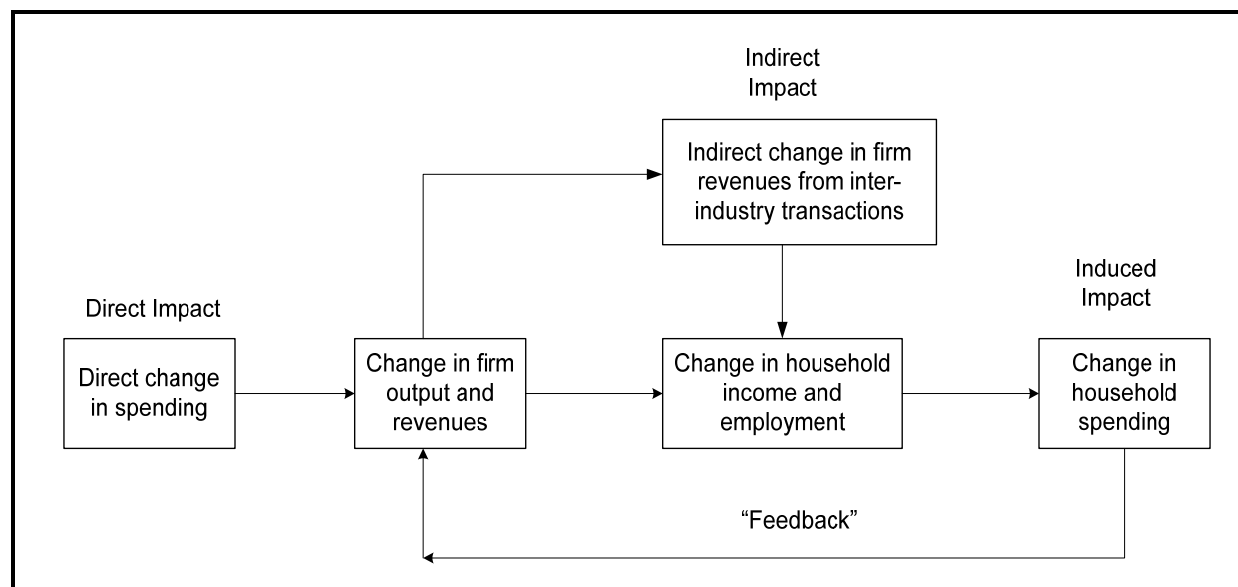 Indirect
Impact
Indirect change in firm
revenues from inter-
industry transactions
Induced
Impact
Direct Impact
Direct change
in spending
Change in firm
output and
revenues
Change in household
income and
employment
Change in
household
spending
“Feedback”